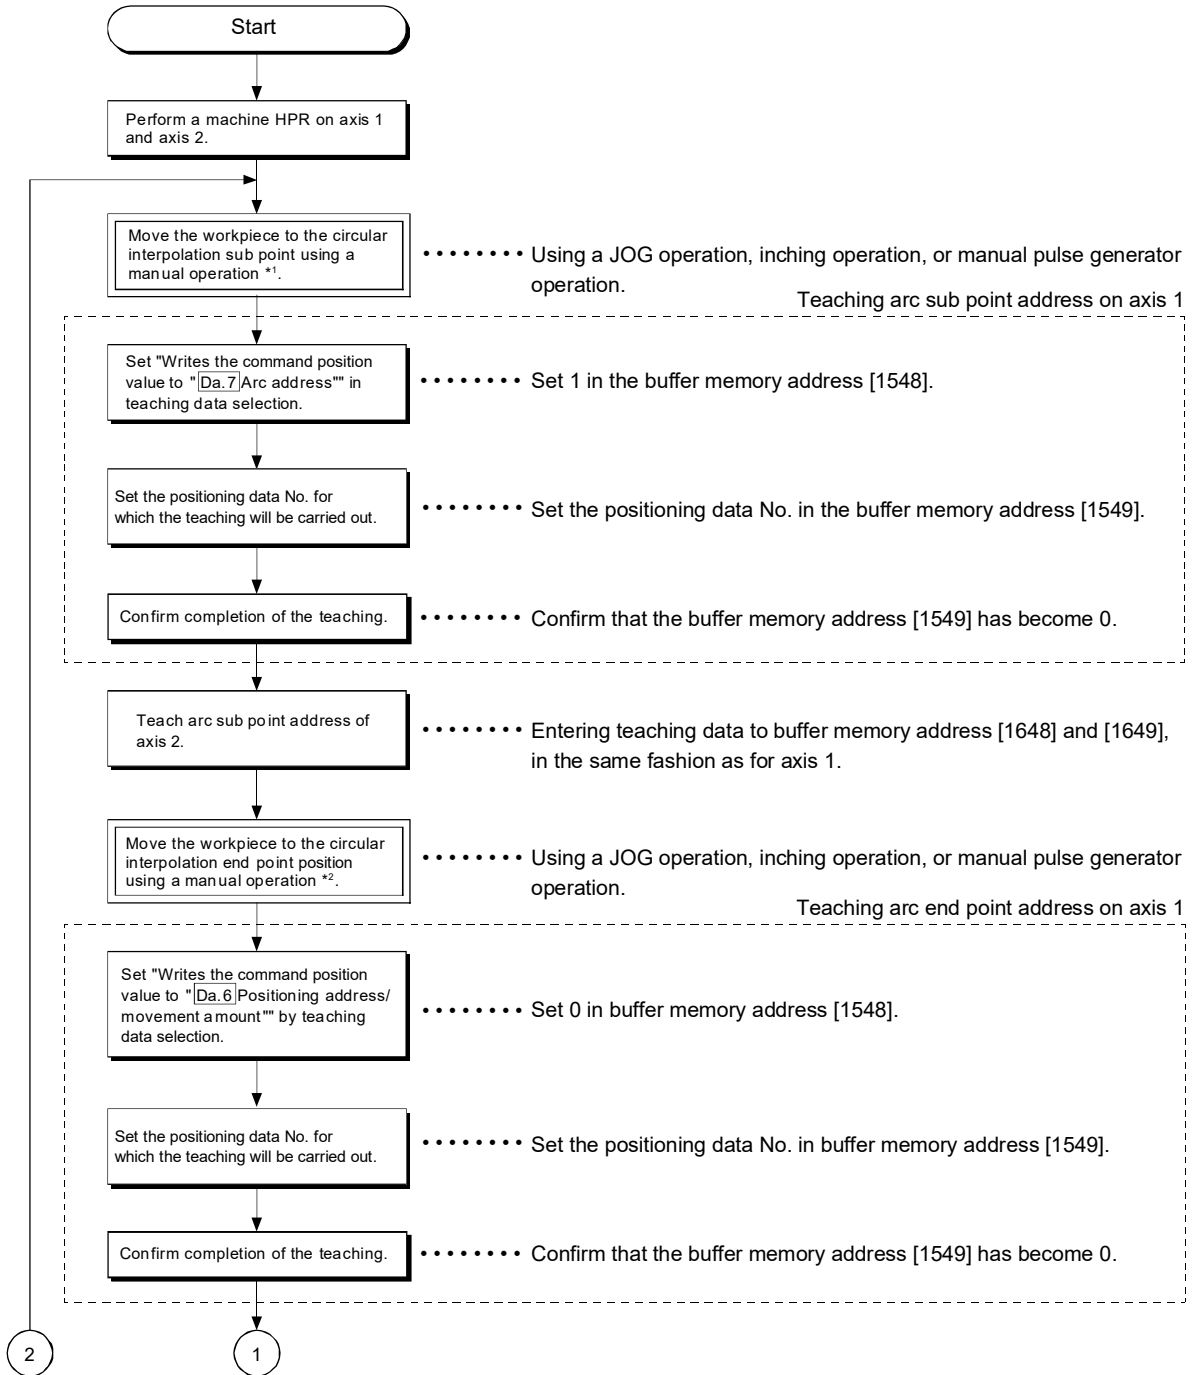 Start
Perform a machine HPR on axis 1
and axis 2.
Move the workpiece to the circular
interpolation sub point using a
manual operation *1.
• • • • • • • • Using a JOG operation, inching operation, or manual pulse generator
operation.
Teaching arc sub point address on axis 1
Set "Writes the command position
value to "Da.7 Arc address"" in
teaching data selection.
• • • • • • • • Set 1 in the buffer memory address [1548].
Set the positioning data No. for
which the teaching will be carried out.
• • • • • • • • Set the positioning data No. in the buffer memory address [1549].
Confirm completion of the teaching.
• • • • • • • • Confirm that the buffer memory address [1549] has become 0.
Teach arc sub point address of
axis 2.
• • • • • • • • Entering teaching data to buffer memory address [1648] and [1649],
in the same fashion as for axis 1.
Move the workpiece to the circular
interpolation end point position
using a manual operation *2.
• • • • • • • • Using a JOG operation, inching operation, or manual pulse generator
operation.
Teaching arc end point address on axis 1
Set "Writes the command position
value to "Da.6 Positioning address/
movement amount"" by teaching
data selection.
• • • • • • • • Set 0 in buffer memory address [1548].
Set the positioning data No. for
which the teaching will be carried out.
• • • • • • • • Set the positioning data No. in buffer memory address [1549].
Confirm completion of the teaching.
• • • • • • • • Confirm that the buffer memory address [1549] has become 0.
2
1